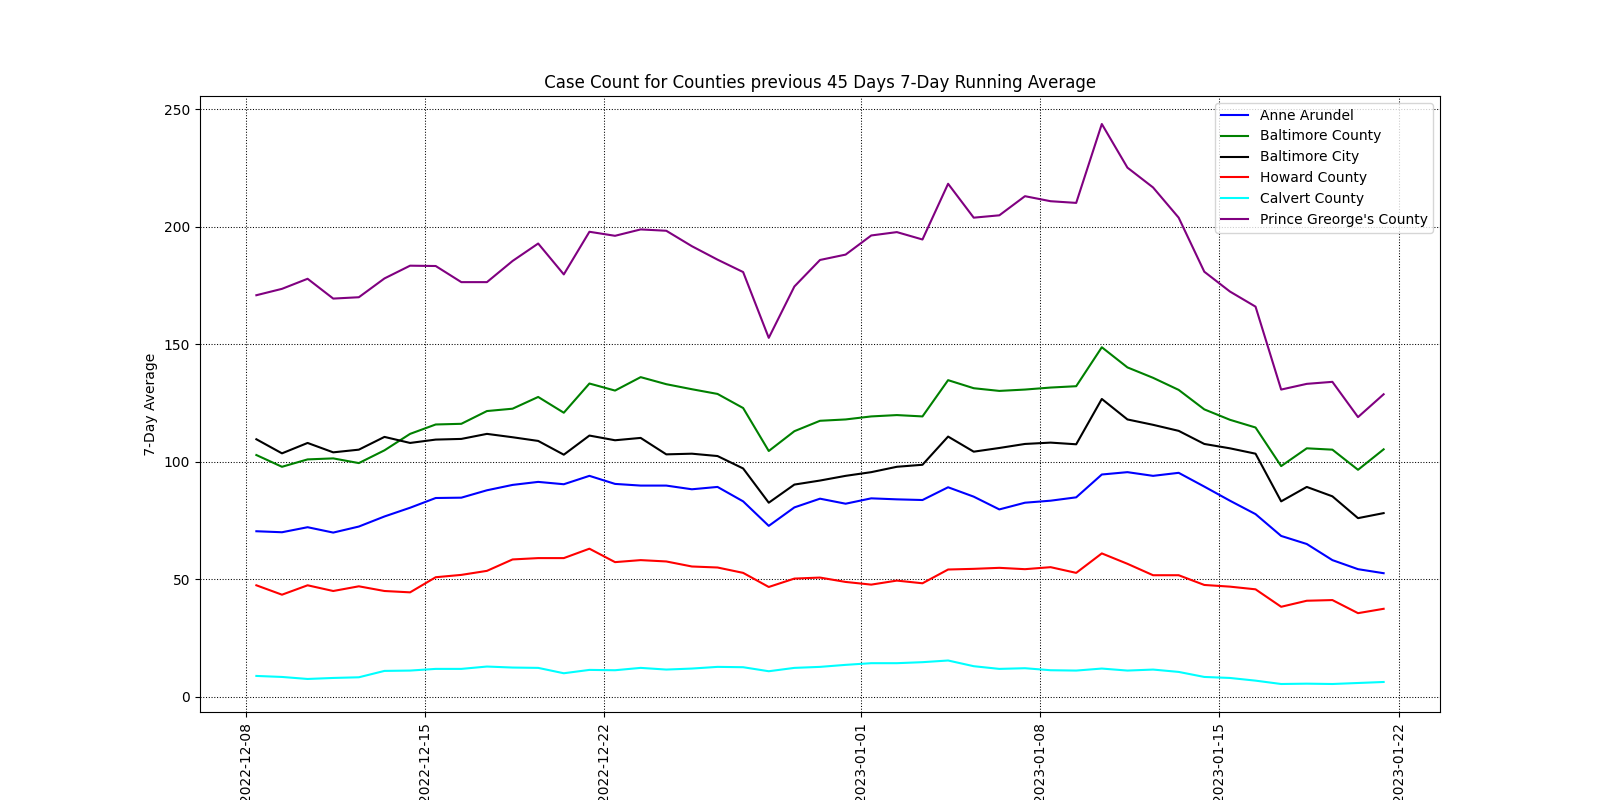 Case Count for Counties previous 45 Days 7-Day Running Average
7-Day Average
250
200
150
100
50
0
Anne Arundel
Baltimore County
Baltimore City
Howard County
Calvert County
Prince Greorge's County
2022-12-08
2022-12-15
2022-12-22
2023-01-01
2023-01-08
2023-01-15
2023-01-22